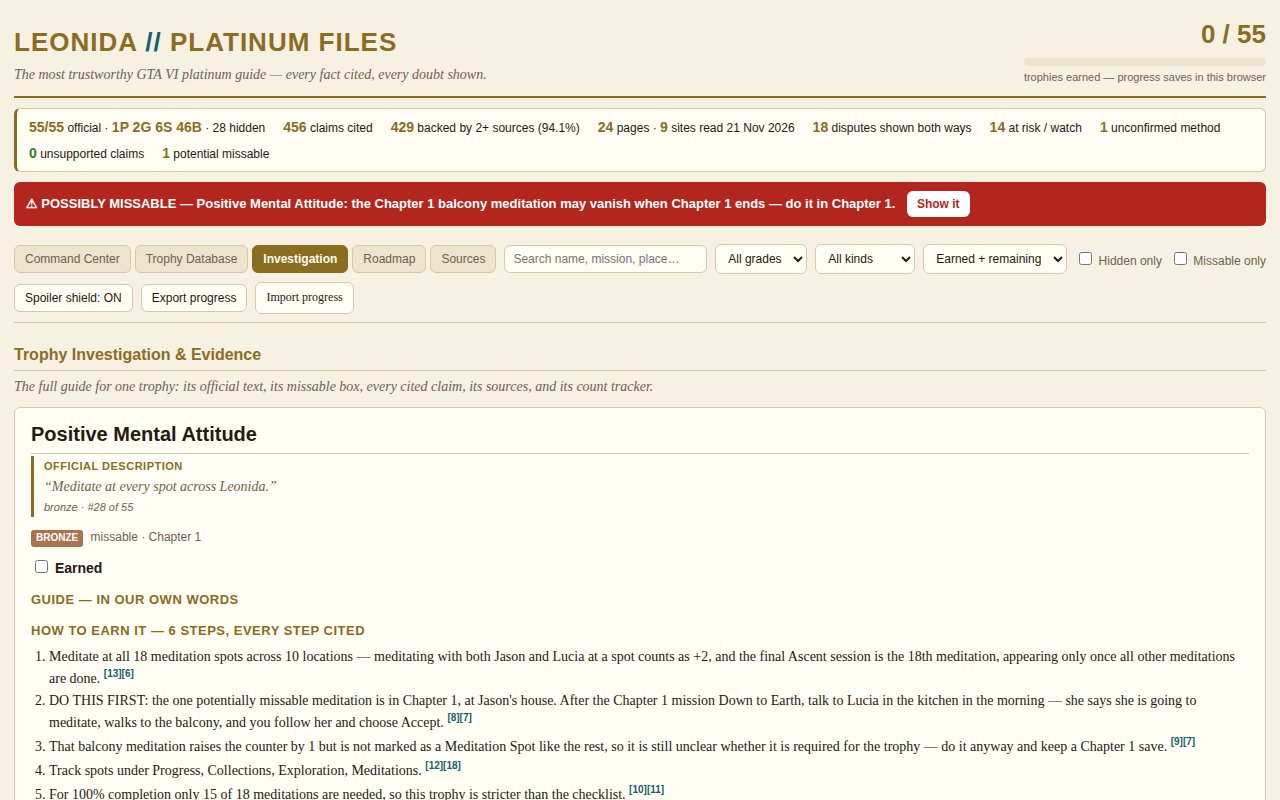 LEONIDA // PLATINUM FILES
0 / 55
The most trustworthy GTA VI platinum guide — every fact cited, every doubt shown.
trophies earned — progress saves in this browser
55/55 official · 1P 2G 6S 46B · 28 hidden 456 claims cited 429 backed by 2+ sources (94.1%) 24 pages · 9 sites read 21 Nov 2026 18 disputes shown both ways 14 at risk / watch 1 unconfirmed method
0 unsupported claims 1 potential missable
⚠ POSSIBLY MISSABLE — Positive Mental Attitude: the Chapter 1 balcony meditation may vanish when Chapter 1 ends — do it in Chapter 1. Show it
Command Center Trophy Database Investigation Roadmap Sources Search name, mission, place… All grades All kinds Earned + remaining Hidden only Missable only
Spoiler shield: ON Export progress Import progress
Trophy Investigation & Evidence
The full guide for one trophy: its official text, its missable box, every cited claim, its sources, and its count tracker.
Positive Mental Attitude
OFFICIAL DESCRIPTION
“Meditate at every spot across Leonida.”
bronze · #28 of 55
BRONZE missable · Chapter 1
Earned
GUIDE — IN OUR OWN WORDS
HOW TO EARN IT — 6 STEPS, EVERY STEP CITED
1. Meditate at all 18 meditation spots across 10 locations — meditating with both Jason and Lucia at a spot counts as +2, and the final Ascent session is the 18th meditation, appearing only once all other meditations
are done. [13][6]
2. DO THIS FIRST: the one potentially missable meditation is in Chapter 1, at Jason's house. After the Chapter 1 mission Down to Earth, talk to Lucia in the kitchen in the morning — she says she is going to
meditate, walks to the balcony, and you follow her and choose Accept. [8][7]
3. That balcony meditation raises the counter by 1 but is not marked as a Meditation Spot like the rest, so it is still unclear whether it is required for the trophy — do it anyway and keep a Chapter 1 save. [9][7]
4. Track spots under Progress, Collections, Exploration, Meditations. [12][18]
5. For 100% completion only 15 of 18 meditations are needed, so this trophy is stricter than the checklist. [10][11]